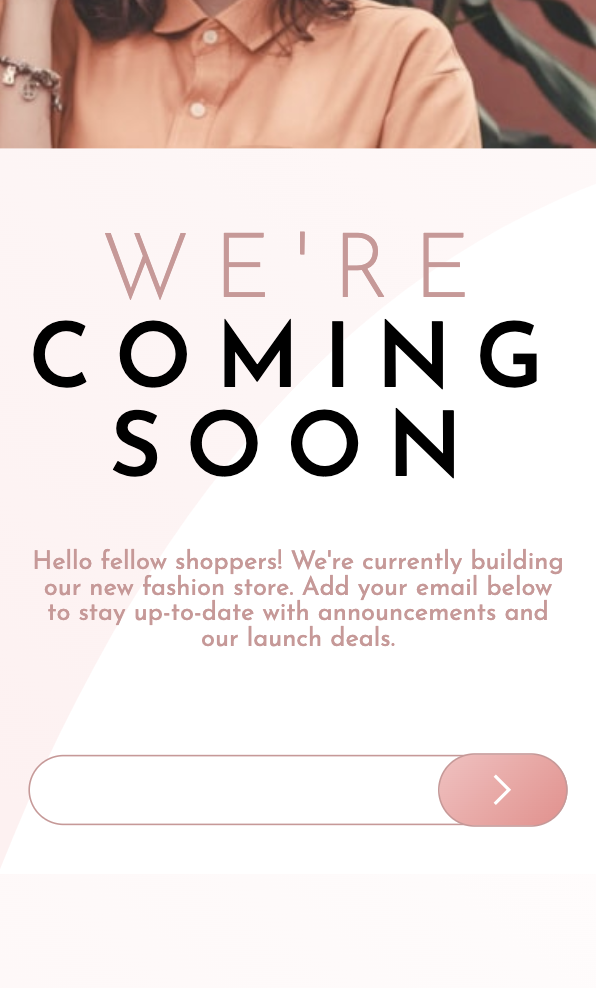 WE'RE
COMING
SOON
Hello fellow shoppers! We're currently building
our new fashion store. Add your email below
to stay up-to-date with announcements and
our launch deals.